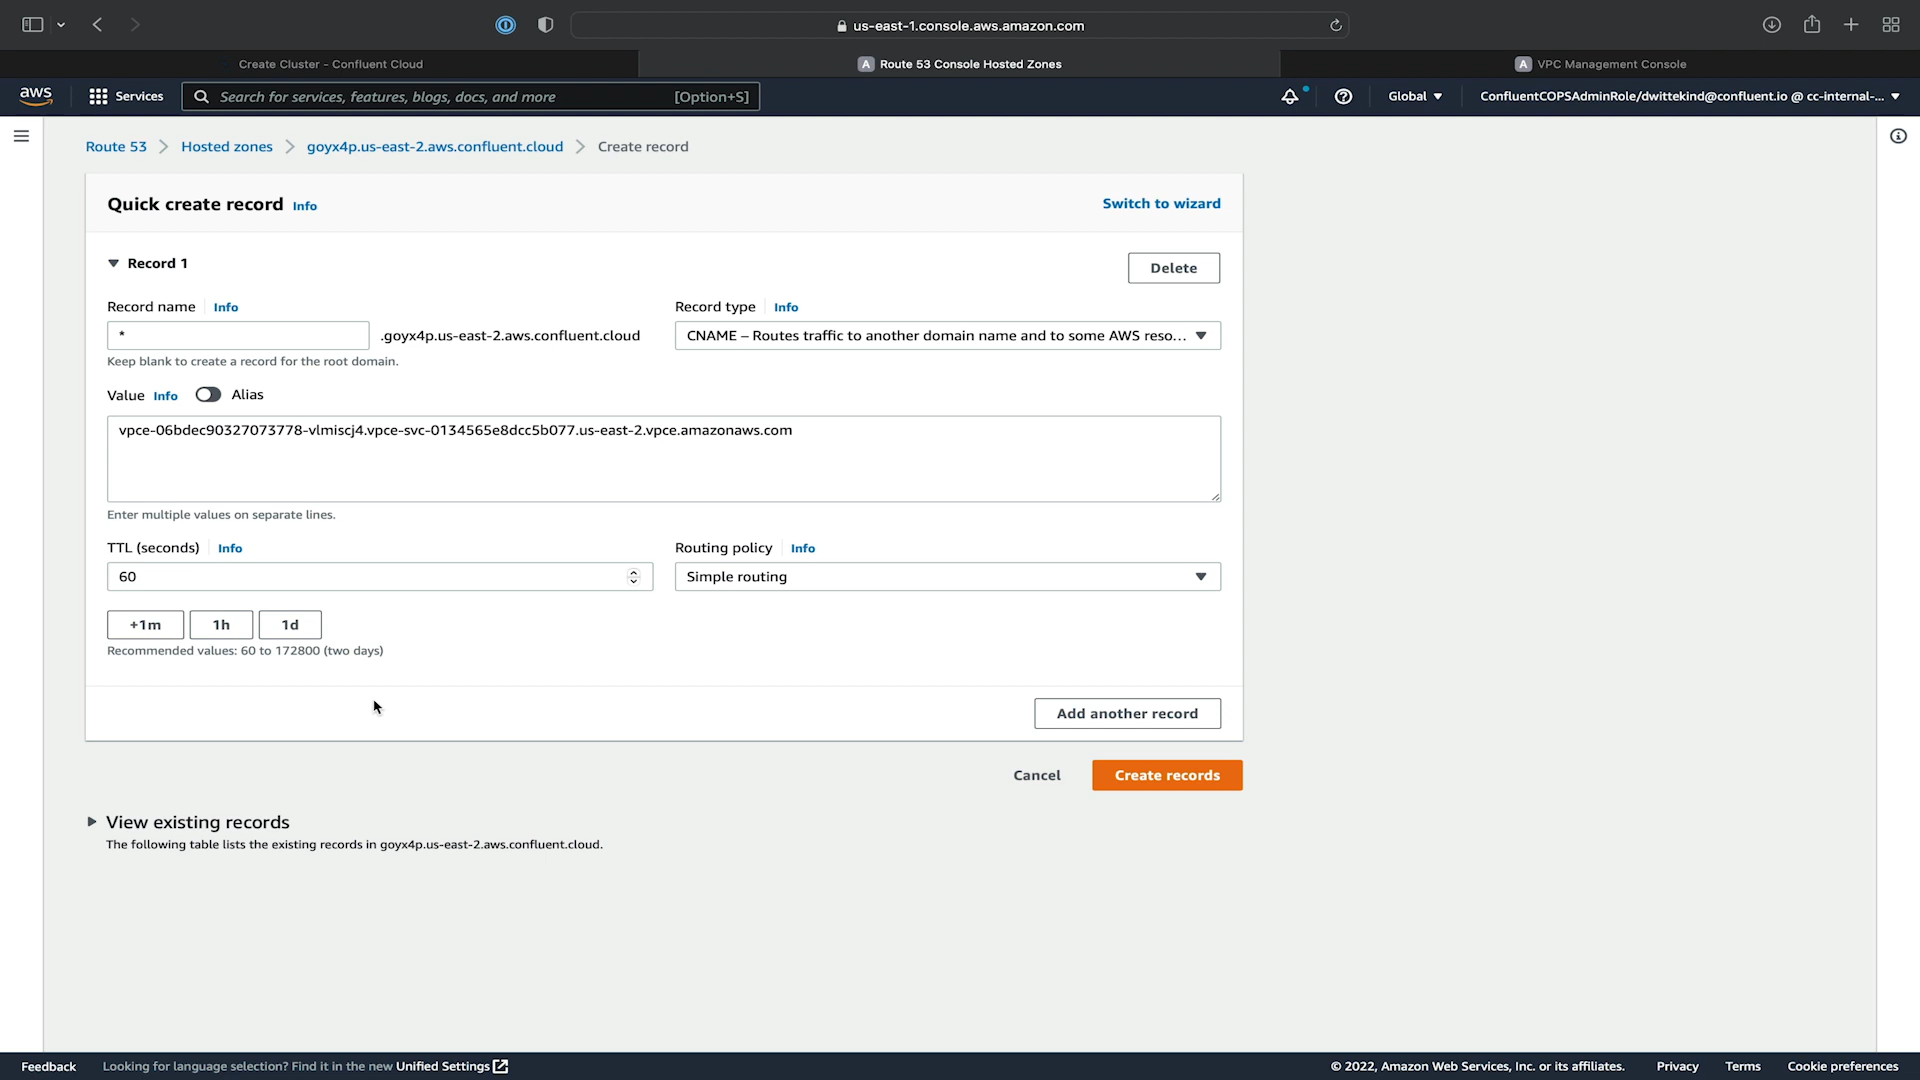 us-east-1.console.aws.amazon.com
Create Cluster – Confluent Cloud
A Route 53 Console Hosted Zones
A VPC Management Console
aws
Services
Search for services, features, blogs, docs, and more [Option+S]
Global
ConfluentCOPSAdminRole/dwittekind@confluent.io @ cc-internal-...
Route 53 Hosted zones goyx4p.us-east-2.aws.confluent.cloud Create record
Quick create record Info
Switch to wizard
Record 1
Delete
Record name Info
Record type Info
* .goyx4p.us-east-2.aws.confluent.cloud
CNAME – Routes traffic to another domain name and to some AWS reso...
Keep blank to create a record for the root domain.
Value Info Alias
vpce-06bdec90327073778-vlmiscj4.vpce-svc-0134565e8dcc5b077.us-east-2.vpce.amazonaws.com
Enter multiple values on separate lines.
TTL (seconds) Info
Routing policy Info
60
Simple routing
+1m 1h 1d
Recommended values: 60 to 172800 (two days)
Add another record
Cancel
Create records
View existing records
The following table lists the existing records in goyx4p.us-east-2.aws.confluent.cloud.
Feedback
Looking for language selection? Find it in the new Unified Settings
© 2022, Amazon Web Services, Inc. or its affiliates.
Privacy
Terms
Cookie preferences